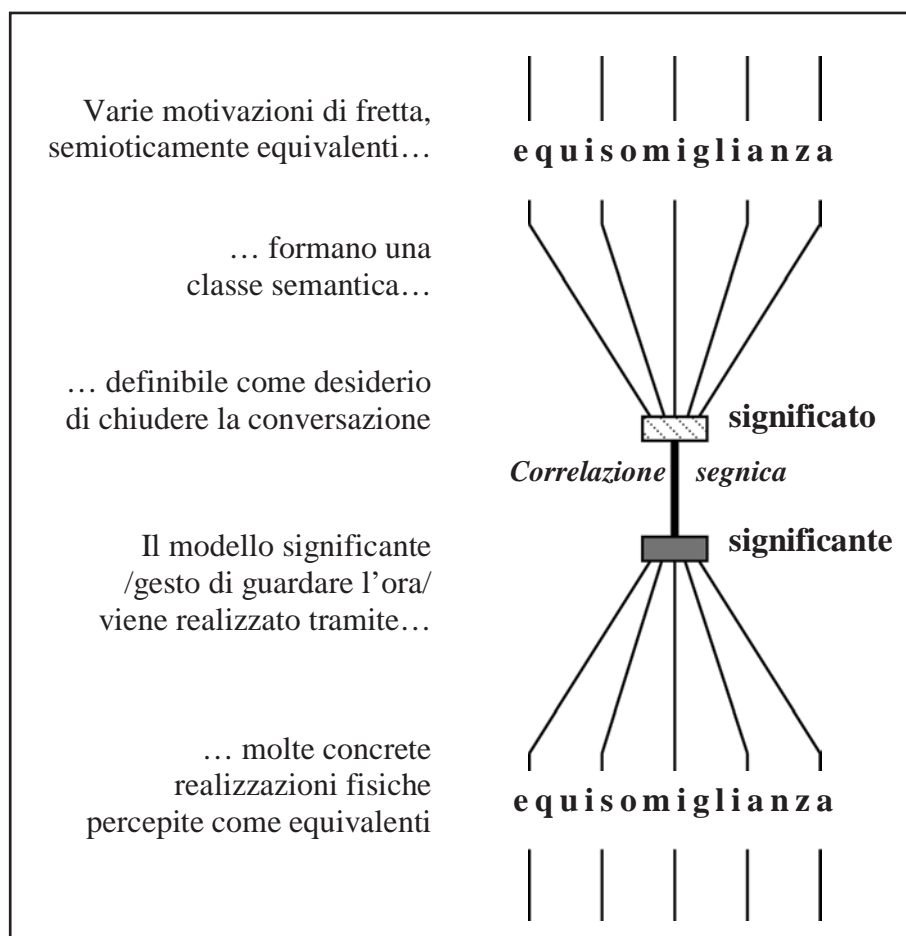 Varie motivazioni di fretta,
semioticamente equivalenti…
equisomiglianza
… formano una
classe semantica…
… definibile come desiderio
di chiudere la conversazione
significato
Correlazione segnica
Il modello significante
/gesto di guardare l’ora/
viene realizzato tramite…
significante
… molte concrete
realizzazioni fisiche
percepite come equivalenti
equisomiglianza